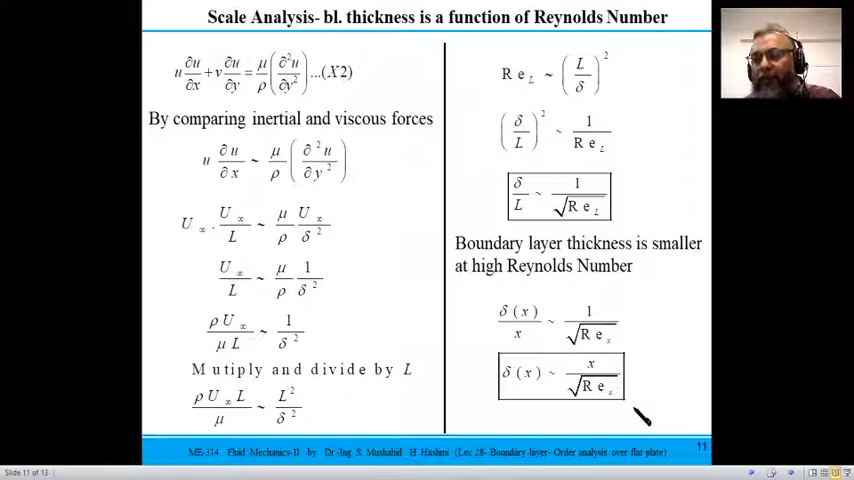 Scale Analysis- bl. thickness is a function of Reynolds Number
u ∂u/∂x + v ∂u/∂y = μ/ρ (∂²u/∂y²) ...(X2)
By comparing inertial and viscous forces
u ∂u/∂x ~ μ/ρ (∂²u/∂y²)
U∞ . U∞/L ~ μ/ρ U∞/δ²
U∞/L ~ μ/ρ 1/δ²
ρU∞/μL ~ 1/δ²
Mutiply and divide by L
ρU∞L/μ ~ L²/δ²
Re_L ~ (L/δ)²
(δ/L)² ~ 1/Re_L
δ/L ~ 1/√Re_L
Boundary layer thickness is smaller
at high Reynolds Number
δ(x)/x ~ 1/√Re_x
δ(x) ~ x/√Re_x
ME-314 Fluid Mechanics-II by Dr-Ing. S. Mushahid H. Hashmi (Lec 28- Boundary layer- Order analysis over flat plate)
11
Slide 11 of 13